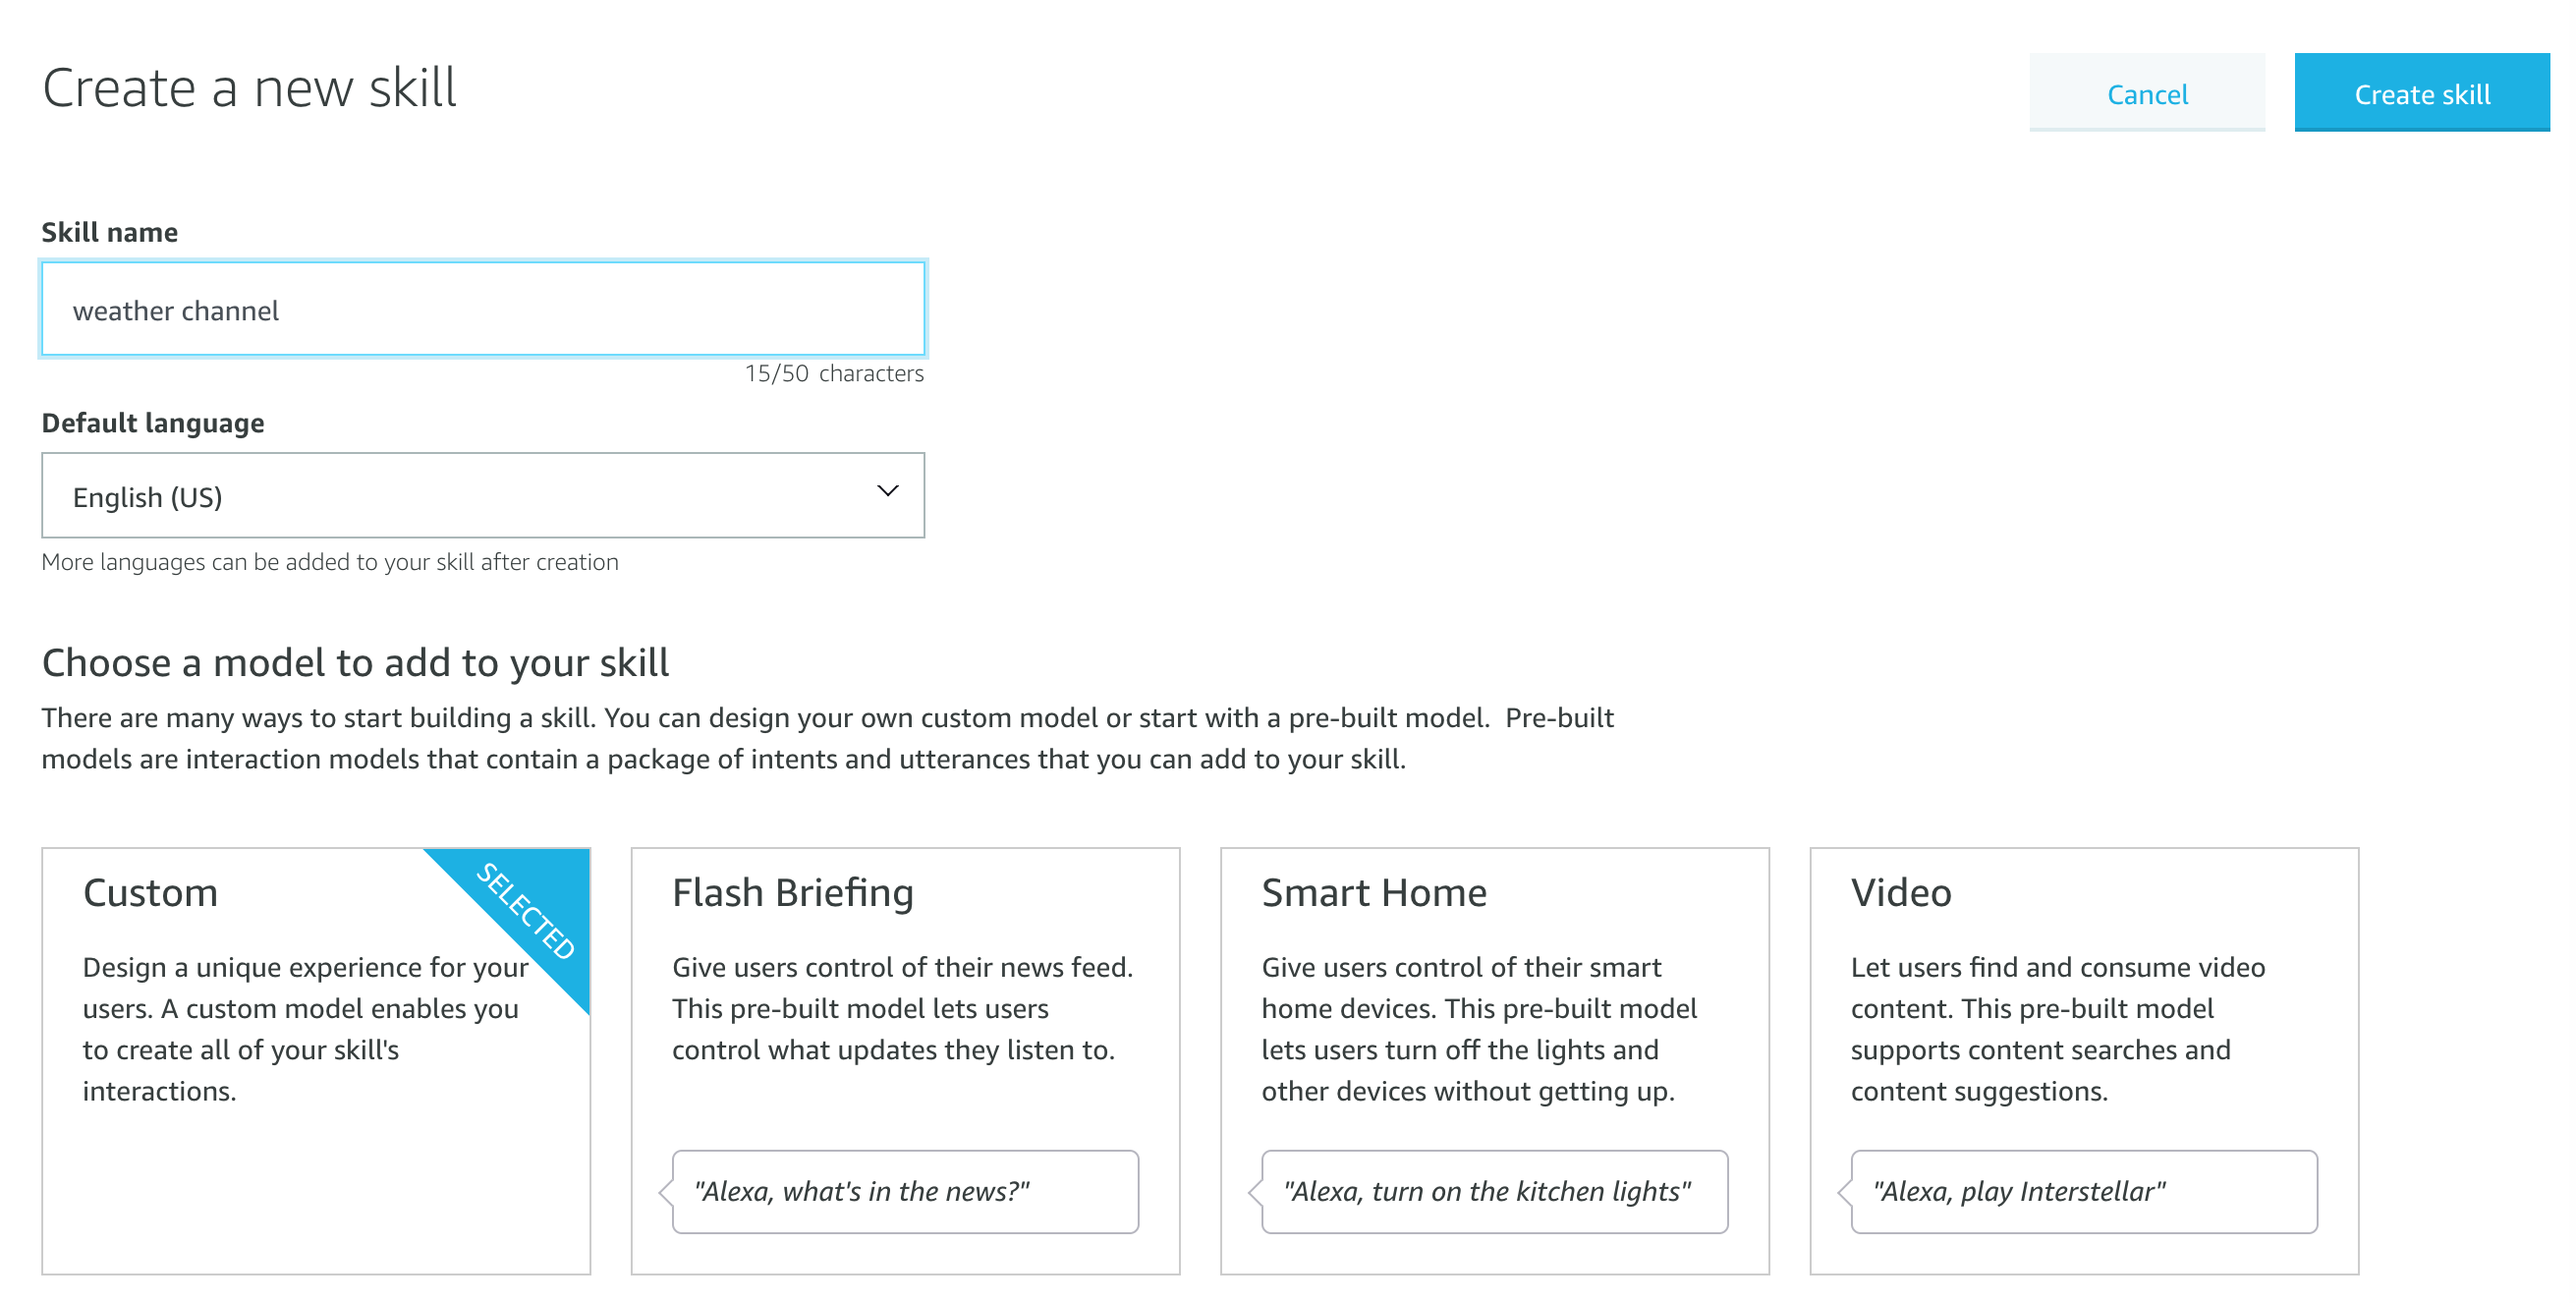 Create a new skill
Cancel
Create skill
Skill name
weather channel
15/50 characters
Default language
English (US)
More languages can be added to your skill after creation
Choose a model to add to your skill
There are many ways to start building a skill. You can design your own custom model or start with a pre-built model. Pre-built
models are interaction models that contain a package of intents and utterances that you can add to your skill.
Custom
SELECTED
Design a unique experience for your
users. A custom model enables you
to create all of your skill's
interactions.
Flash Briefing
Give users control of their news feed.
This pre-built model lets users
control what updates they listen to.
"Alexa, what's in the news?"
Smart Home
Give users control of their smart
home devices. This pre-built model
lets users turn off the lights and
other devices without getting up.
"Alexa, turn on the kitchen lights"
Video
Let users find and consume video
content. This pre-built model
supports content searches and
content suggestions.
"Alexa, play Interstellar"